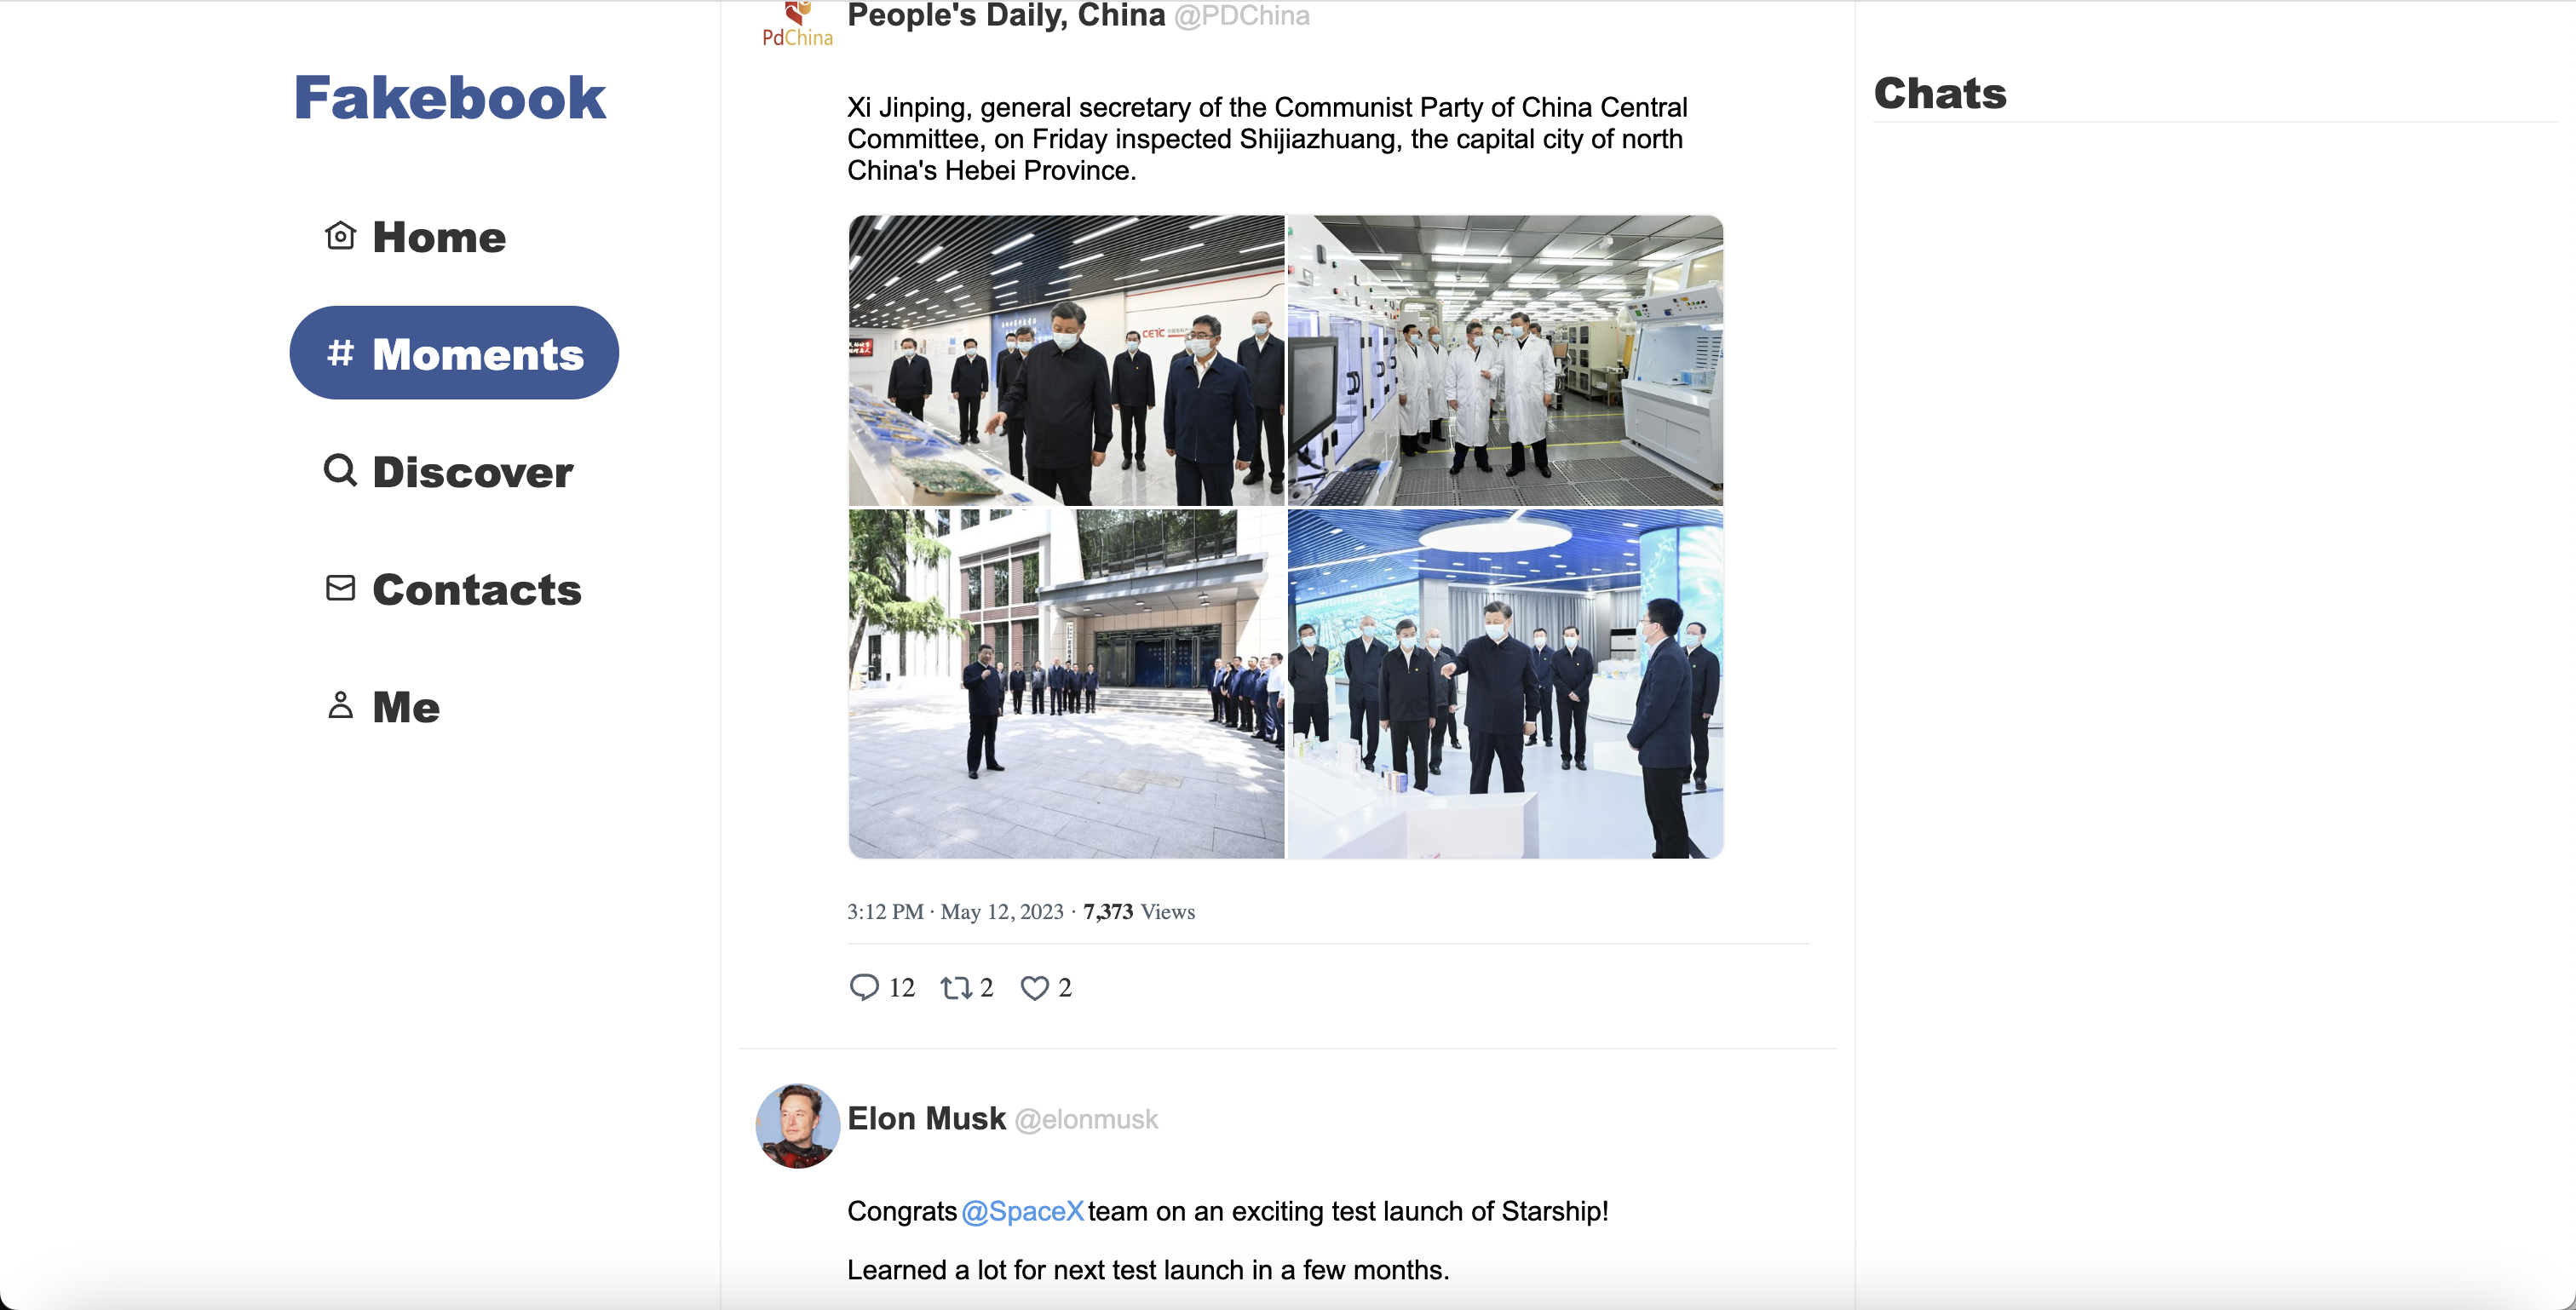 Fakebook
Home
# Moments
Discover
Contacts
Me
PdChina
People's Daily, China @PDChina
Xi Jinping, general secretary of the Communist Party of China Central
Committee, on Friday inspected Shijiazhuang, the capital city of north
China's Hebei Province.
CETC
3:12 PM · May 12, 2023 · 7,373 Views
12 2 2
Elon Musk @elonmusk
Congrats @SpaceX team on an exciting test launch of Starship!
Learned a lot for next test launch in a few months.
Chats